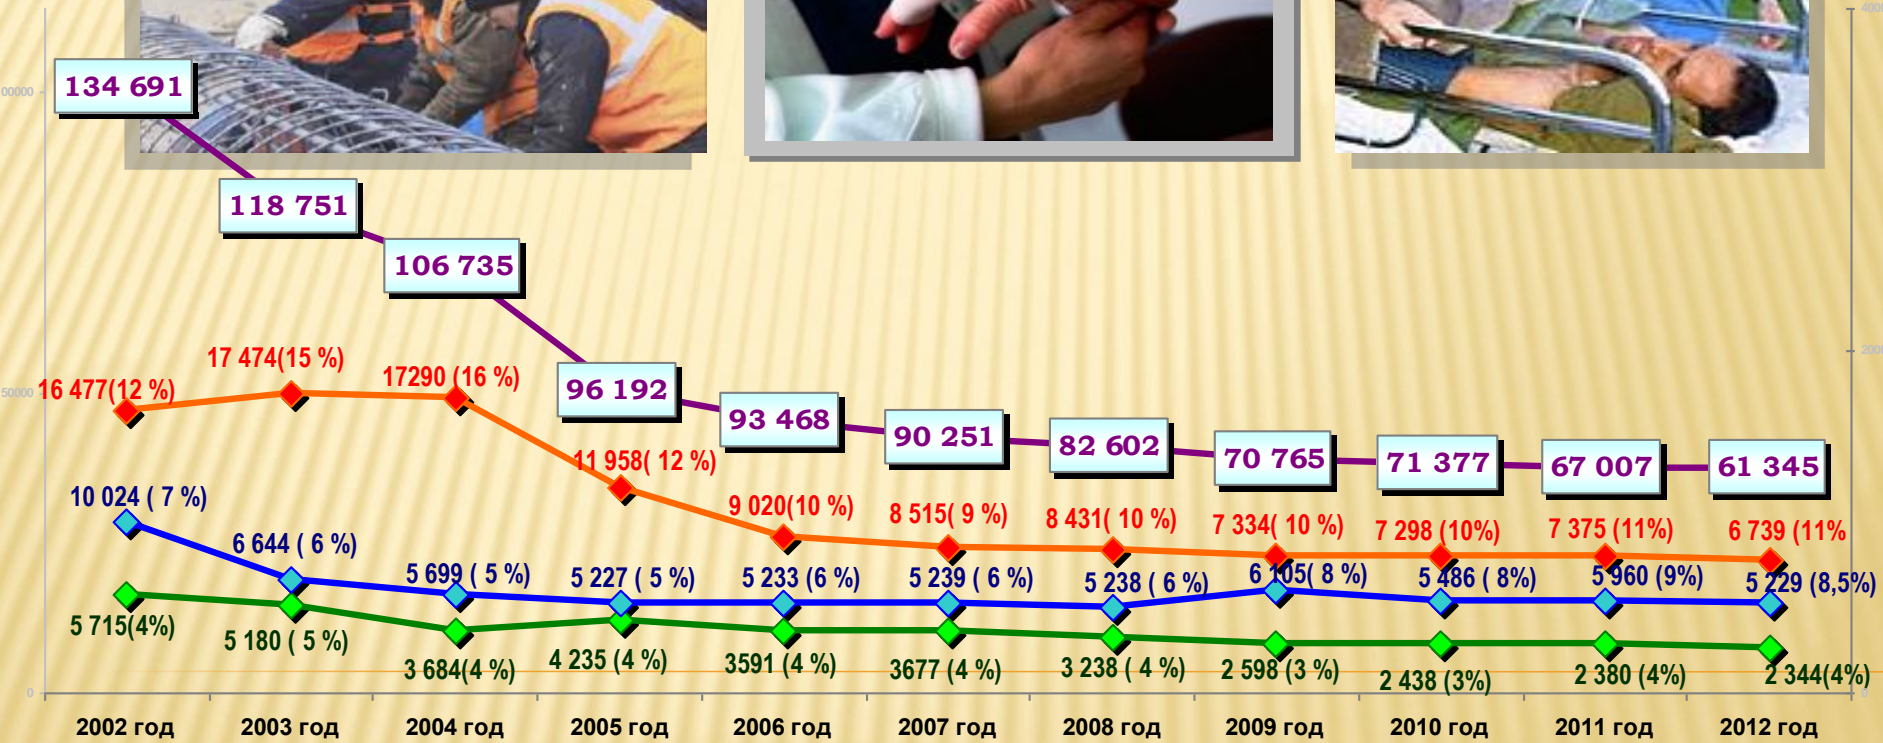 4000
134 691
00000
118 751
106 735
17 474(15 %)
2000
16 477(12 %)
17290 (16 %)
96 192
50000
93 468
90 251
82 602
70 765
71 377
67 007
61 345
11 958( 12 %)
10 024 ( 7 %)
9 020(10 %)
8 515( 9 %)
8 431( 10 %)
7 334( 10 %)
7 298 (10%)
7 375 (11%)
6 739 (11%
6 644 ( 6 %)
5 699 ( 5 %)
5 227 ( 5 %)
5 233 (6 %)
5 239 ( 6 %)
5 238 ( 6 %)
6 105( 8 %)
5 486 ( 8%)
5 960 (9%)
5 229 (8,5%)
5 715(4%)
5 180 ( 5 %)
3 684(4 %)
4 235 (4 %)
3591 (4 %)
3677 (4 %)
3 238 ( 4 %)
2 598 (3 %)
2 438 (3%)
2 380 (4%)
2 344(4%)
0
0
2002 год
2003 год
2004 год
2005 год
2006 год
2007 год
2008 год
2009 год
2010 год
2011 год
2012 год